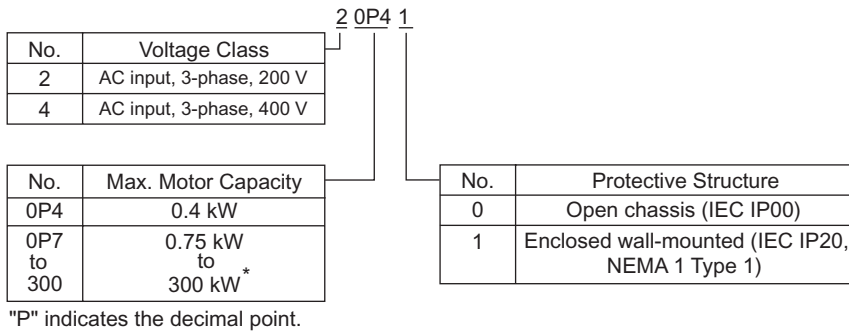 2 0P4 1
No. Voltage Class
2 AC input, 3-phase, 200 V
4 AC input, 3-phase, 400 V
No. Max. Motor Capacity
0P4 0.4 kW
0P7 0.75 kW
to to
300 300 kW*
"P" indicates the decimal point.
No. Protective Structure
0 Open chassis (IEC IP00)
1 Enclosed wall-mounted (IEC IP20,
NEMA 1 Type 1)